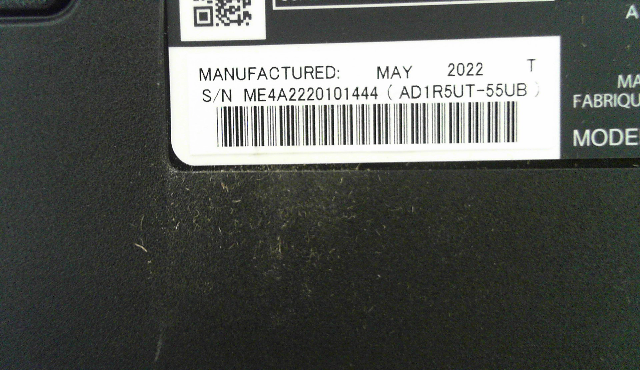 MANUFACTURED: MAY 2022 T
S/N ME4A2220101444 ( AD1R5UT-55UB )
A
MA
FABRIQU
MODE